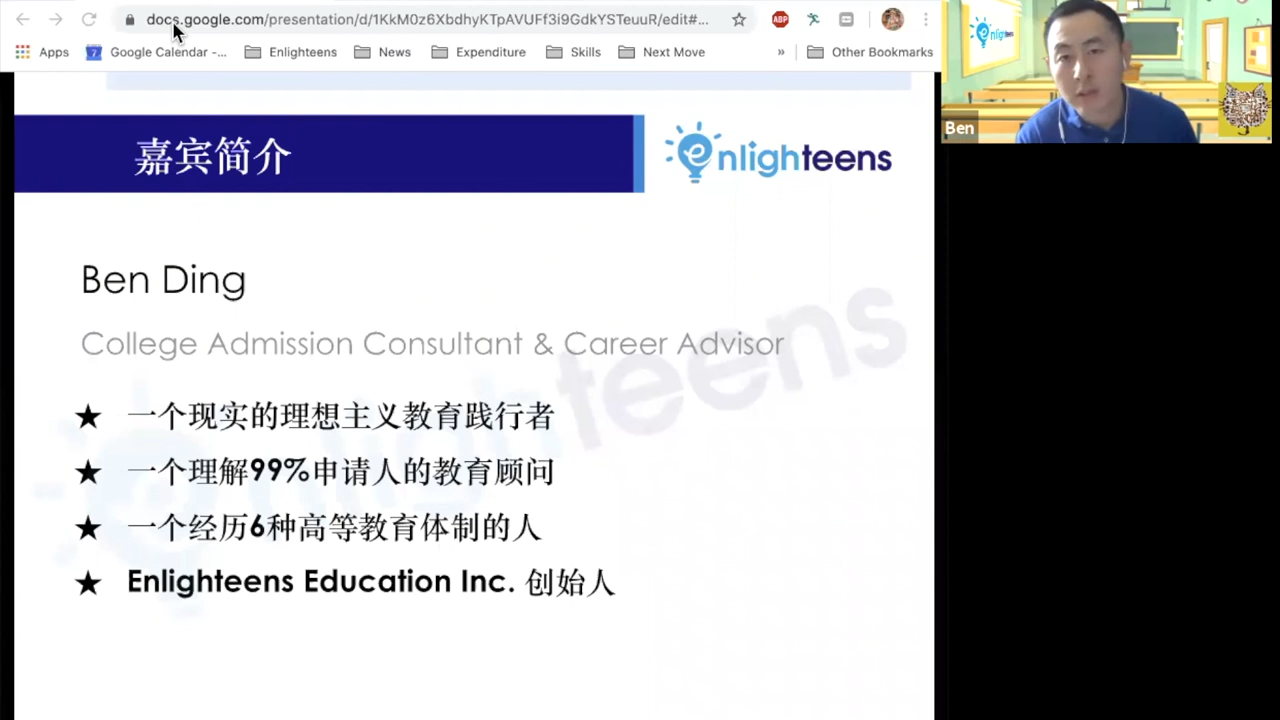 docs.google.com/presentation/d/1KkM0z6XbdhyKTpAVUFf3i9GdkYSTeuuR/edit#...
ABP
Apps
7
Google Calendar -...
Enlighteens
News
Expenditure
Skills
Next Move
»
Other Bookmarks
enlighteens
Ben
嘉宾简介
enlighteens
Ben Ding
College Admission Consultant & Career Advisor
★ 一个现实的理想主义教育践行者
★ 一个理解99%申请人的教育顾问
★ 一个经历6种高等教育体制的人
★ Enlighteens Education Inc. 创始人
enlighteens